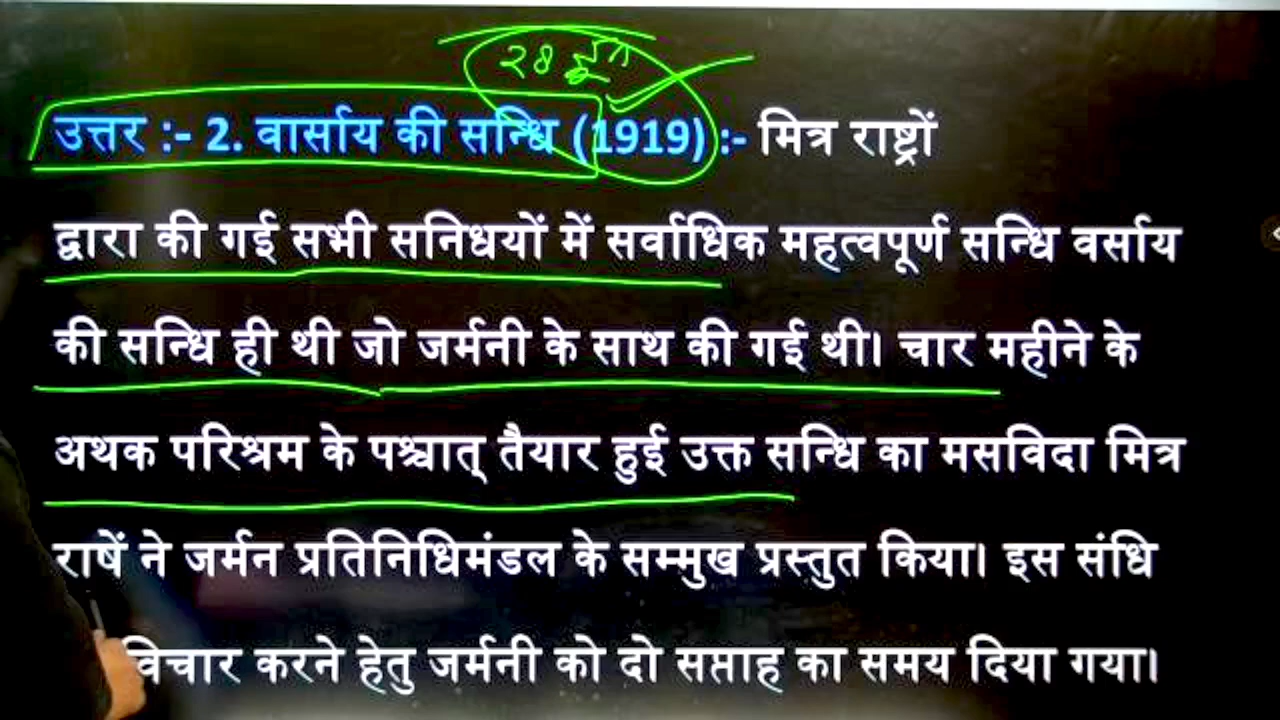 28 जून
उत्तर :- 2. वार्साय की सन्धि (1919) :- मित्र राष्ट्रों
द्वारा की गई सभी सनिधयों में सर्वाधिक महत्वपूर्ण सन्धि वर्साय
की सन्धि ही थी जो जर्मनी के साथ की गई थी। चार महीने के
अथक परिश्रम के पश्चात् तैयार हुई उक्त सन्धि का मसविदा मित्र
राषें ने जर्मन प्रतिनिधिमंडल के सम्मुख प्रस्तुत किया। इस संधि
विचार करने हेतु जर्मनी को दो सप्ताह का समय दिया गया।